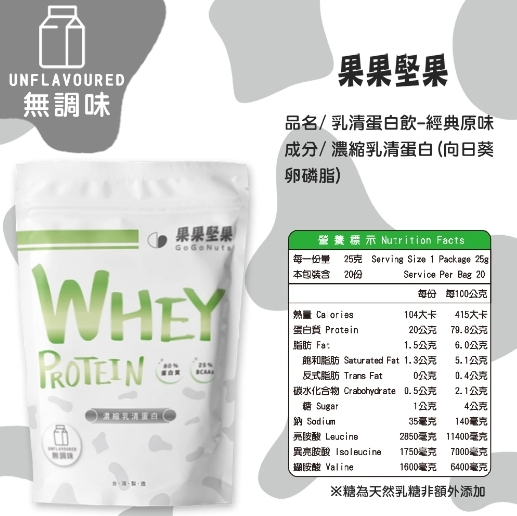 UNFLAVOURED
無調味
果果堅果
品名/ 乳清蛋白飲-經典原味
成分/ 濃縮乳清蛋白(向日葵
卵磷脂)
果果堅果
GoGoNuts
WHEY
PROTEIN
80%
蛋白質
25%
BCAAs
濃縮乳清蛋白
無調味
台灣製造
營養標示 Nutrition Facts
每一份量 25克 Serving Size 1 Package 25g
本包裝含 20份 Service Per Bag 20
每份 每100公克
熱量 Ca ories 104大卡 415大卡
蛋白質 Protein 20公克 79.8公克
脂肪 Fat 1.5公克 6.0公克
飽和脂肪 Saturated Fat 1.3公克 5.1公克
反式脂肪 Trans Fat 0公克 0.4公克
碳水化合物 Crabohydrate 0.5公克 2.1公克
糖 Sugar 1公克 4公克
鈉 Sodium 35毫克 140毫克
亮胺酸 Leucine 2850毫克 11400毫克
異亮胺酸 Isoleucine 1750毫克 7000毫克
纈胺酸 Valine 1600毫克 6400毫克
※糖為天然乳糖非額外添加